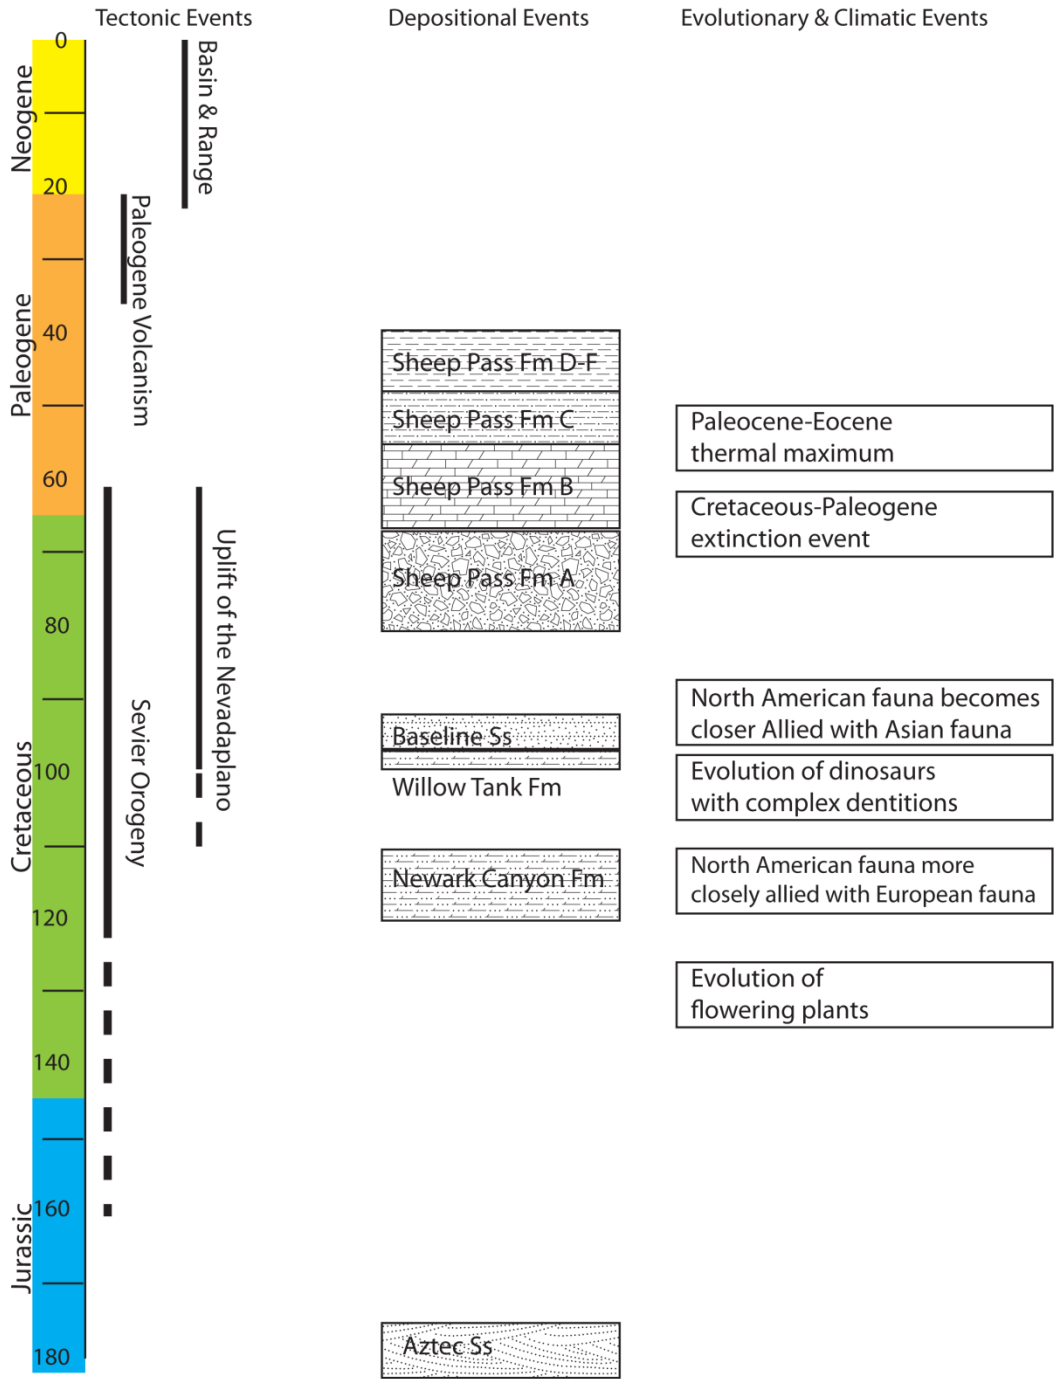 Tectonic Events
Depositional Events
Evolutionary & Climatic Events
Neogene
Paleogene
Cretaceous
Jurassic
0
20
40
60
80
100
120
140
160
180
Basin & Range
Paleogene Volcanism
Uplift of the Nevadaplano
Sevier Orogeny
Sheep Pass Fm D-F
Sheep Pass Fm C
Sheep Pass Fm B
Sheep Pass Fm A
Baseline Ss
Willow Tank Fm
Newark Canyon Fm
Aztec Ss
Paleocene-Eocene
thermal maximum
Cretaceous-Paleogene
extinction event
North American fauna becomes
closer Allied with Asian fauna
Evolution of dinosaurs
with complex dentitions
North American fauna more
closely allied with European fauna
Evolution of
flowering plants